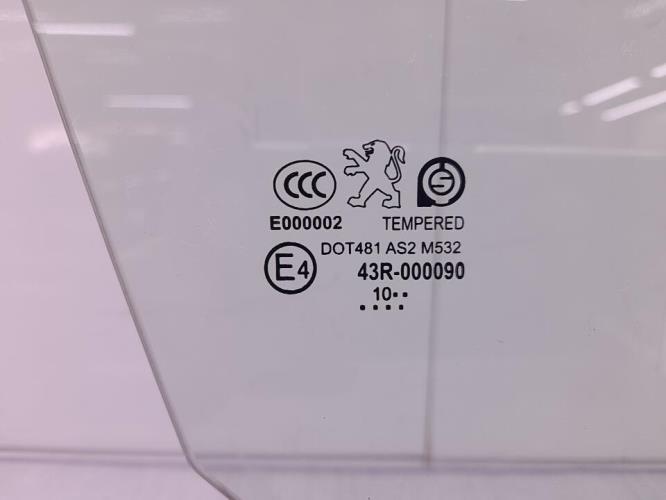 CCC
E000002 TEMPERED
DOT481 AS2 M532
E4 43R-000090
10··
····